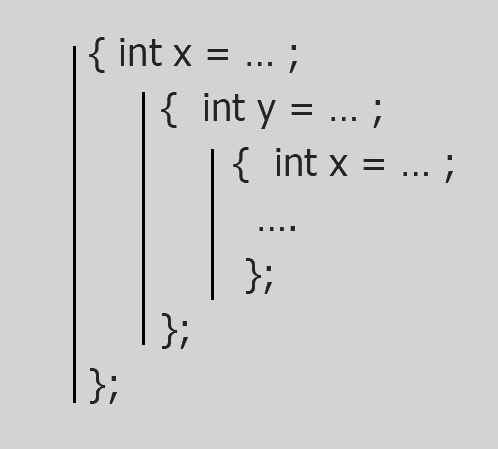 { int x = ... ;
{ int y = ... ;
{ int x = ... ;
....
};
};
};